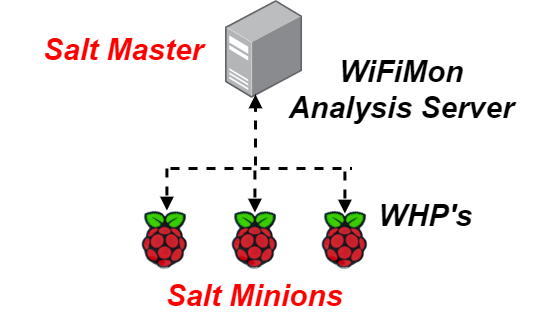 Salt Master
WiFiMon
Analysis Server
WHP's
Salt Minions